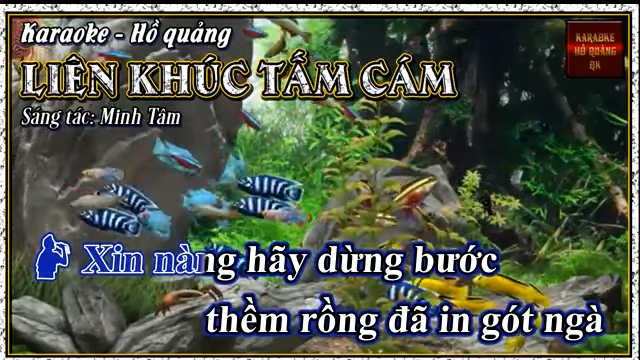 Karaoke - Hồ quảng
LIÊN KHÚC TẤM CÁM
Sáng tác: Minh Tâm
KARAOKE
HỒ QUẢNG
QK
Xin nàng hãy dừng bước
thềm rồng đã in gót ngà